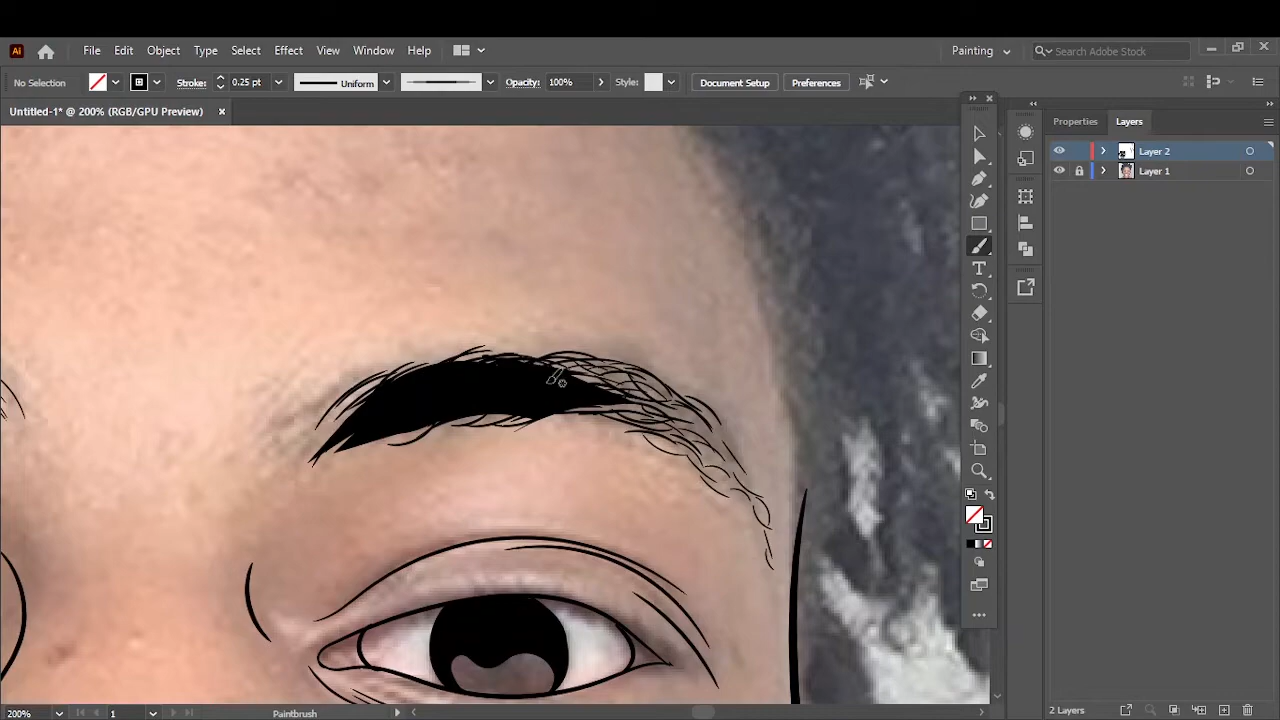 Ai File Edit Object Type Select Effect View Window Help Painting Search Adobe Stock
No Selection Stroke: 0.25 pt Uniform Opacity: 100% Style: Document Setup Preferences
Untitled-1* @ 200% (RGB/GPU Preview) ×
Properties Layers
Layer 2
Layer 1
T
200% 1 Paintbrush 2 Layers